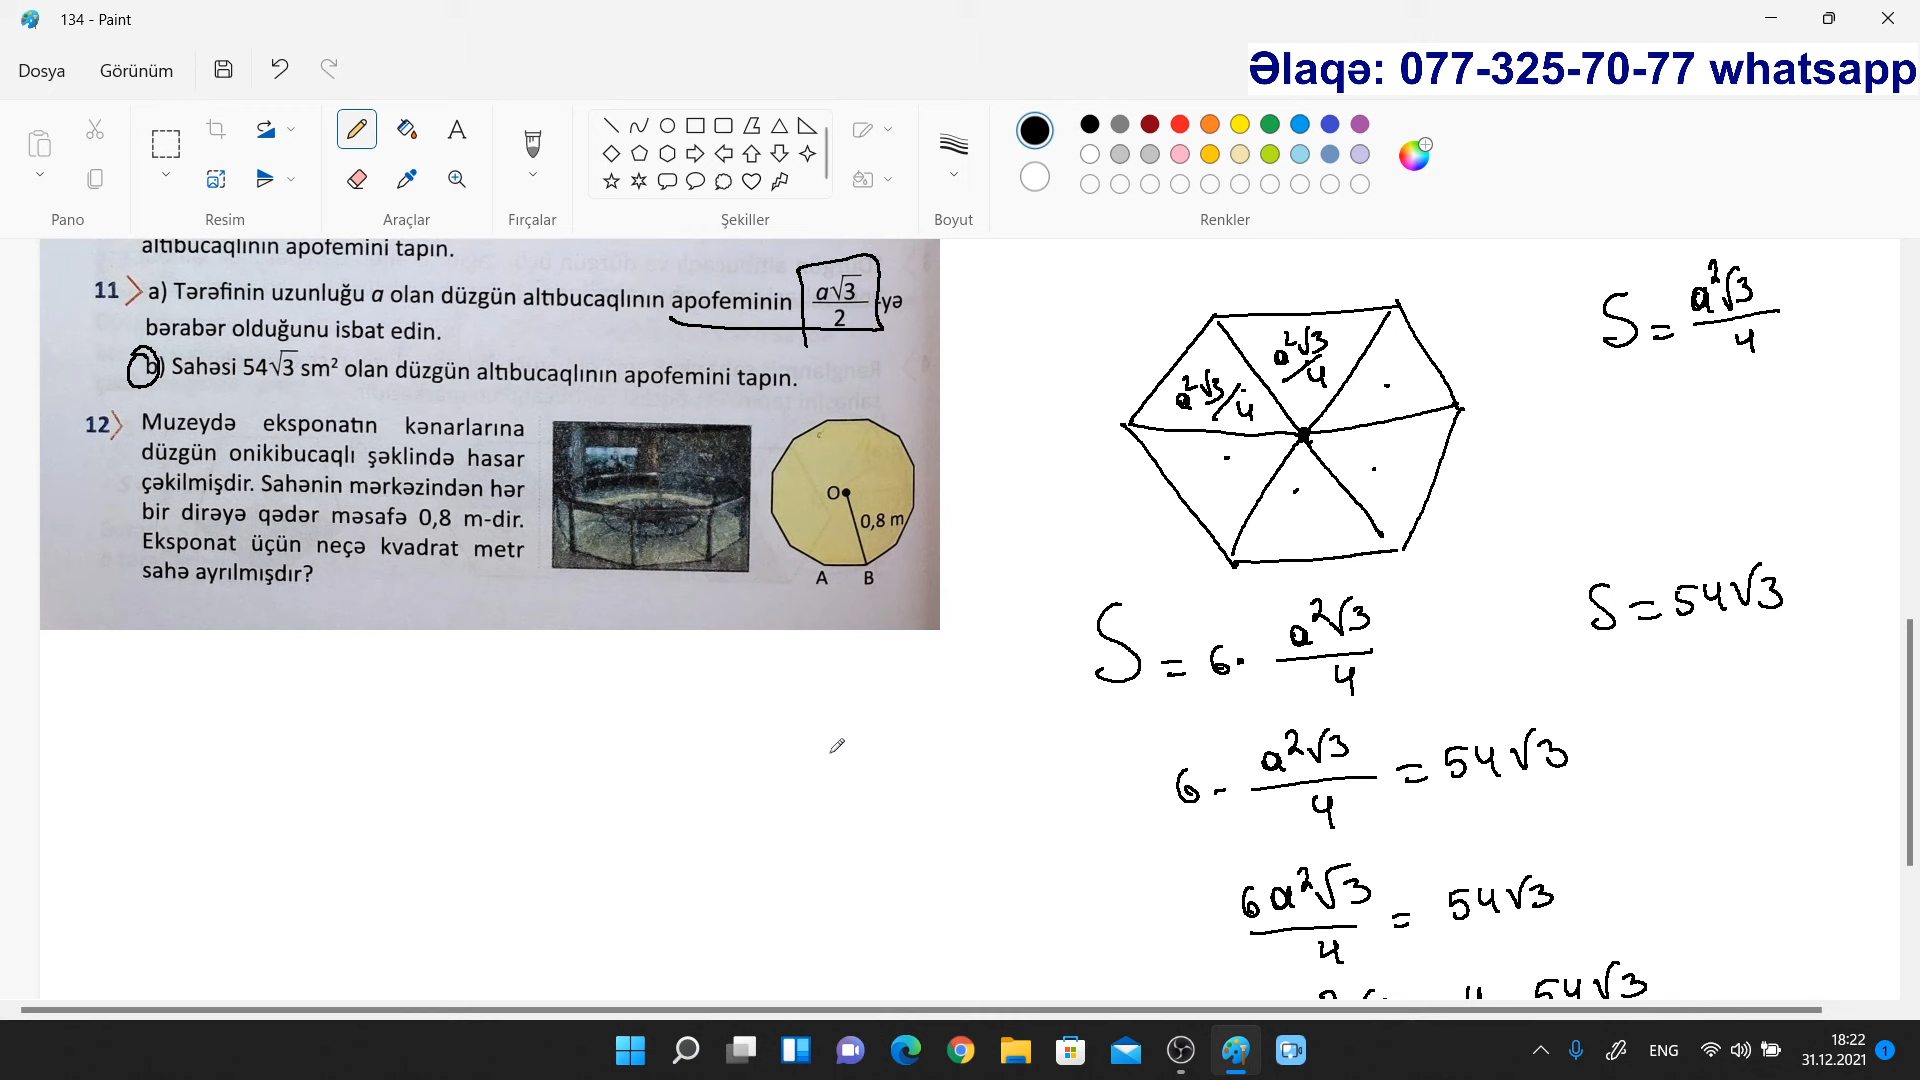 134 - Paint
Dosya Görünüm
Əlaqə: 077-325-70-77 whatsapp
Pano Resim Araçlar Fırçalar Şekiller Boyut Renkler
altıbucaqlının apofemini tapın.
11 a) Tərəfinin uzunluğu a olan düzgün altıbucaqlının apofeminin a√3/2 -yə
bərabər olduğunu isbat edin.
b) Sahəsi 54√3 sm² olan düzgün altıbucaqlının apofemini tapın.
12 Muzeydə eksponatın kənarlarına
düzgün onikibucaqlı şəklində hasar
çəkilmişdir. Sahənin mərkəzindən hər
bir dirəyə qədər məsafə 0,8 m-dir.
Eksponat üçün neçə kvadrat metr
sahə ayrılmışdır?
O
0,8 m
A B
S = a²√3/4
a²√3/4
a²√3/4
S = 54√3
S = 6· a²√3/4
6 · a²√3/4 = 54√3
6a²√3/4 = 54√3
54√3
ENG
18:22
31.12.2021
1